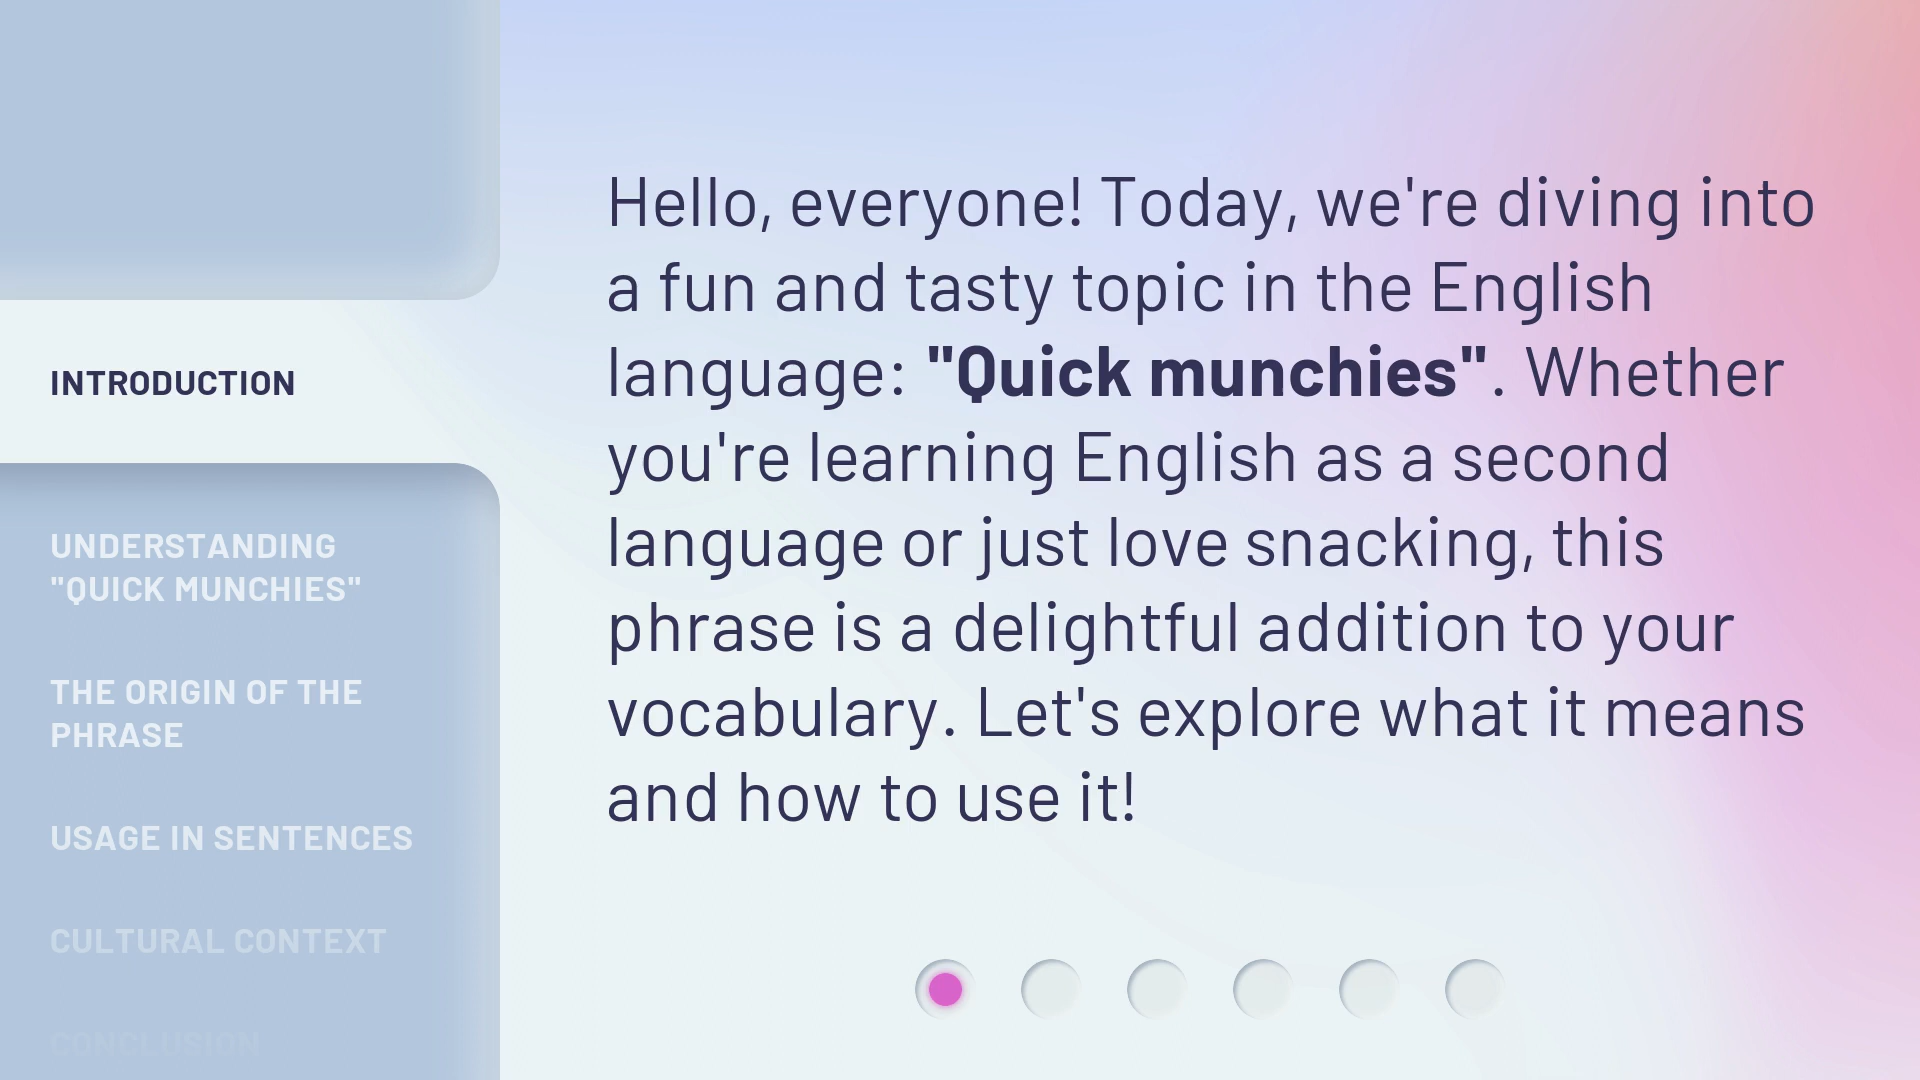 INTRODUCTION
UNDERSTANDING
"QUICK MUNCHIES"
THE ORIGIN OF THE
PHRASE
USAGE IN SENTENCES
CULTURAL CONTEXT
CONCLUSION
Hello, everyone! Today, we're diving into
a fun and tasty topic in the English
language: "Quick munchies". Whether
you're learning English as a second
language or just love snacking, this
phrase is a delightful addition to your
vocabulary. Let's explore what it means
and how to use it!